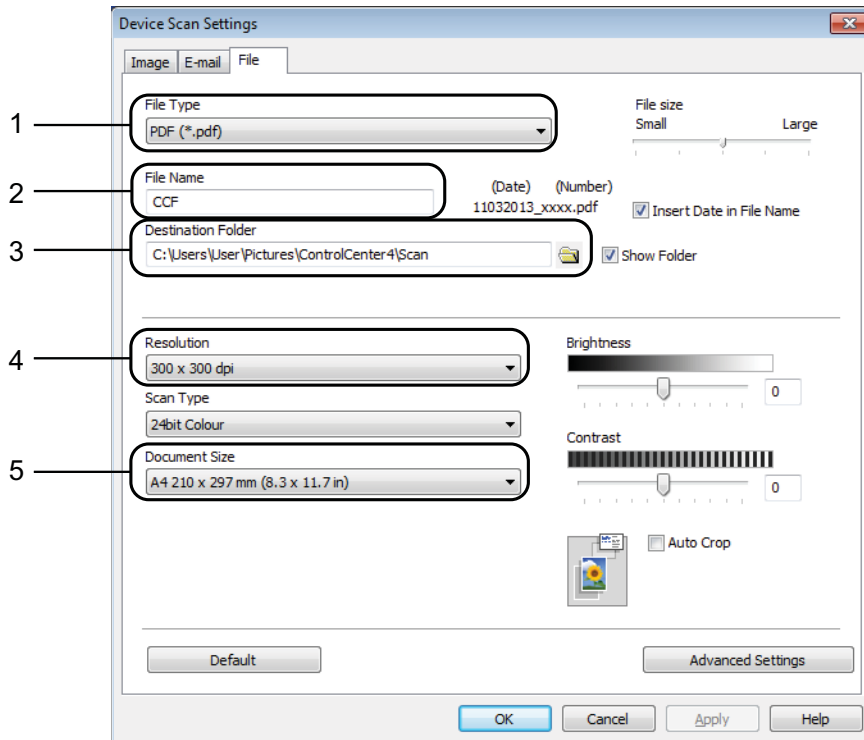 Device Scan Settings
Image E-mail File
1
File Type
PDF (*.pdf)
File size
Small Large
2
File Name
CCF
(Date) (Number)
11032013_xxxx.pdf
Insert Date in File Name
3
Destination Folder
C:\Users\User\Pictures\ControlCenter4\Scan
Show Folder
4
Resolution
300 x 300 dpi
Brightness
0
Scan Type
24bit Colour
Contrast
0
5
Document Size
A4 210 x 297 mm (8.3 x 11.7 in)
Auto Crop
Default
Advanced Settings
OK Cancel Apply Help